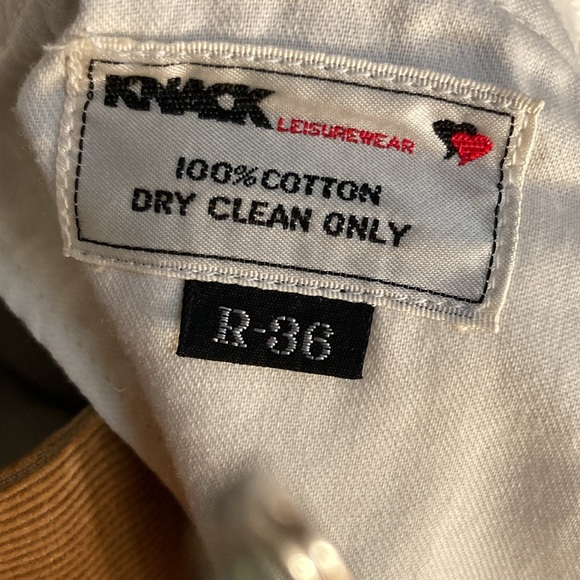 KNACK LEISUREWEAR
100% COTTON
DRY CLEAN ONLY
R-36